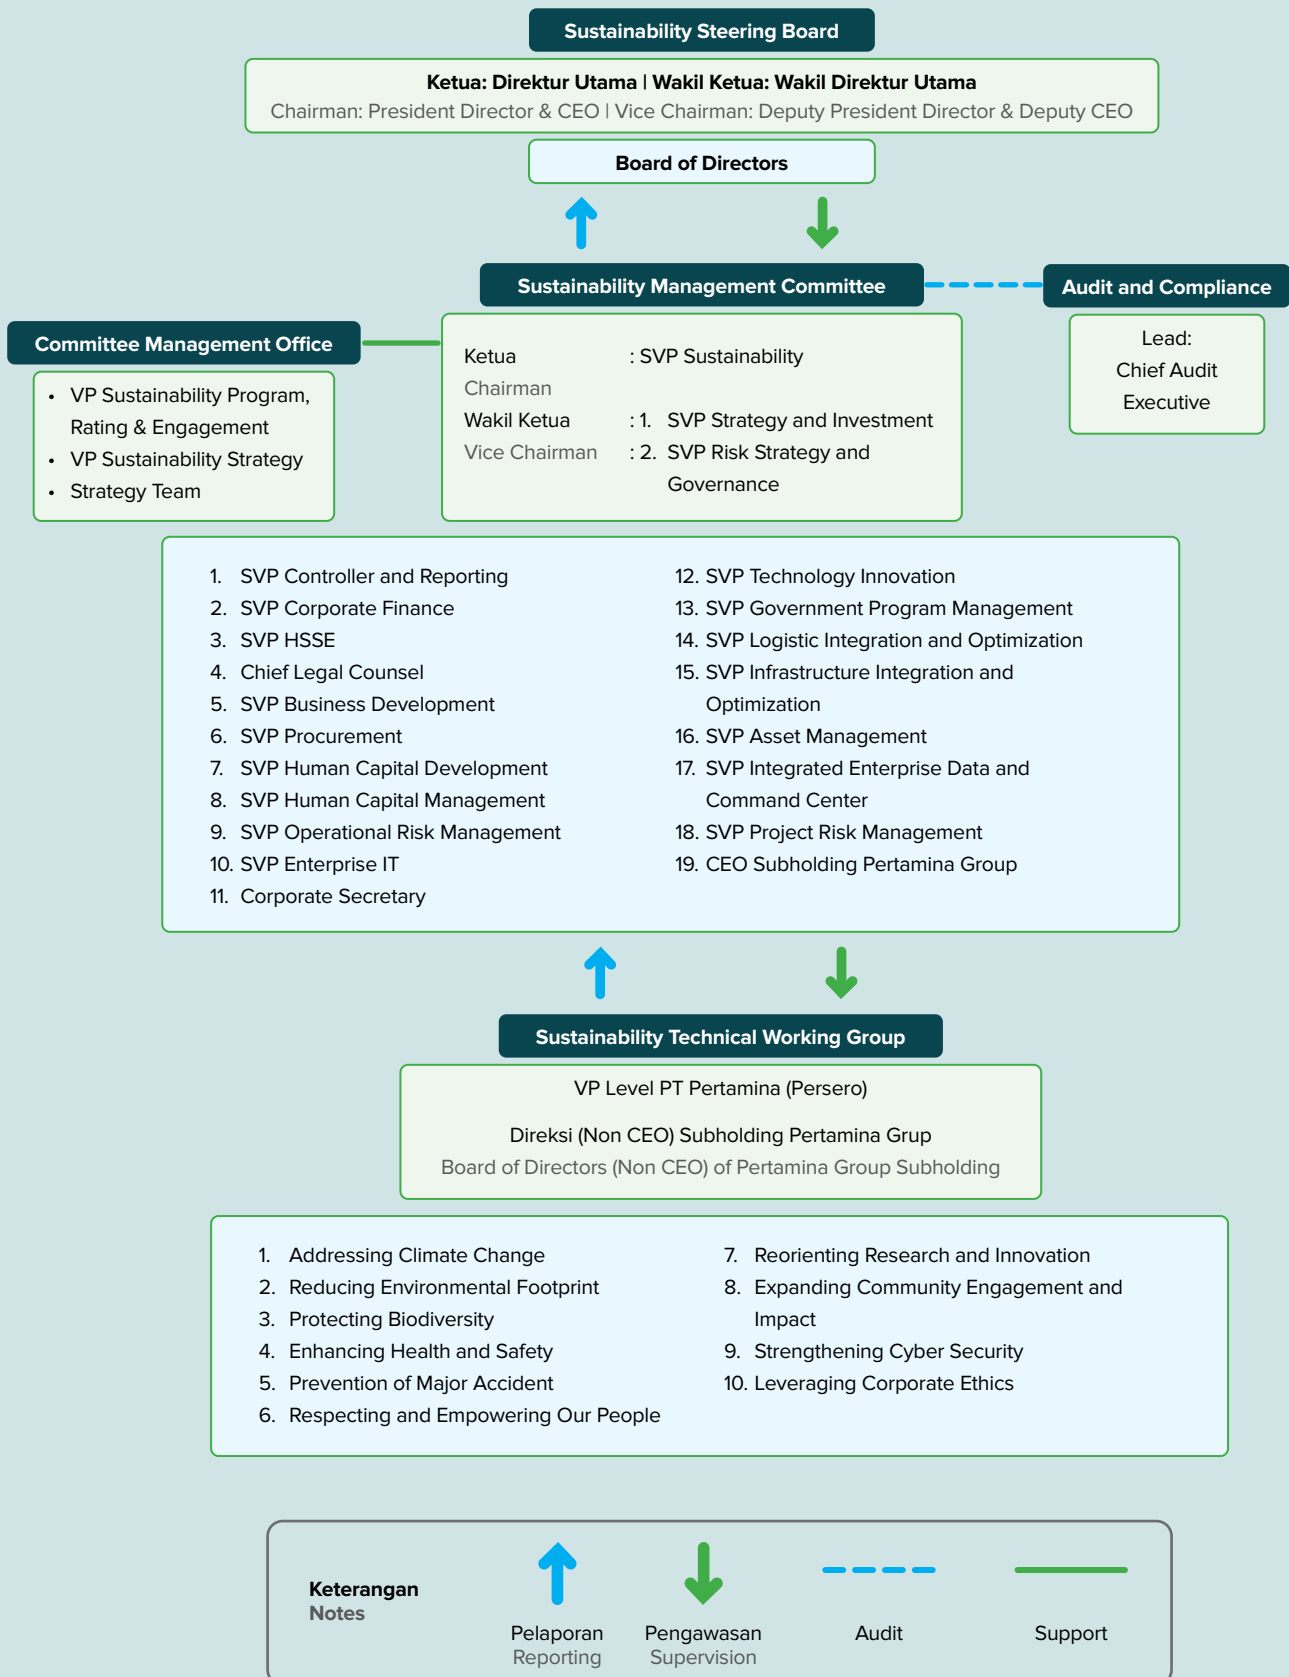 Sustainability Steering Board
Ketua: Direktur Utama | Wakil Ketua: Wakil Direktur Utama
Chairman: President Director & CEO | Vice Chairman: Deputy President Director & Deputy CEO
Board of Directors
Sustainability Management Committee
Audit and Compliance
Lead:
Chief Audit
Executive
Committee Management Office
• VP Sustainability Program,
Rating & Engagement
• VP Sustainability Strategy
• Strategy Team
Ketua : SVP Sustainability
Chairman
Wakil Ketua : 1. SVP Strategy and Investment
Vice Chairman : 2. SVP Risk Strategy and
Governance
1. SVP Controller and Reporting
2. SVP Corporate Finance
3. SVP HSSE
4. Chief Legal Counsel
5. SVP Business Development
6. SVP Procurement
7. SVP Human Capital Development
8. SVP Human Capital Management
9. SVP Operational Risk Management
10. SVP Enterprise IT
11. Corporate Secretary
12. SVP Technology Innovation
13. SVP Government Program Management
14. SVP Logistic Integration and Optimization
15. SVP Infrastructure Integration and
Optimization
16. SVP Asset Management
17. SVP Integrated Enterprise Data and
Command Center
18. SVP Project Risk Management
19. CEO Subholding Pertamina Group
Sustainability Technical Working Group
VP Level PT Pertamina (Persero)
Direksi (Non CEO) Subholding Pertamina Grup
Board of Directors (Non CEO) of Pertamina Group Subholding
1. Addressing Climate Change
2. Reducing Environmental Footprint
3. Protecting Biodiversity
4. Enhancing Health and Safety
5. Prevention of Major Accident
6. Respecting and Empowering Our People
7. Reorienting Research and Innovation
8. Expanding Community Engagement and
Impact
9. Strengthening Cyber Security
10. Leveraging Corporate Ethics
Keterangan
Notes
Pelaporan
Reporting
Pengawasan
Supervision
Audit
Support